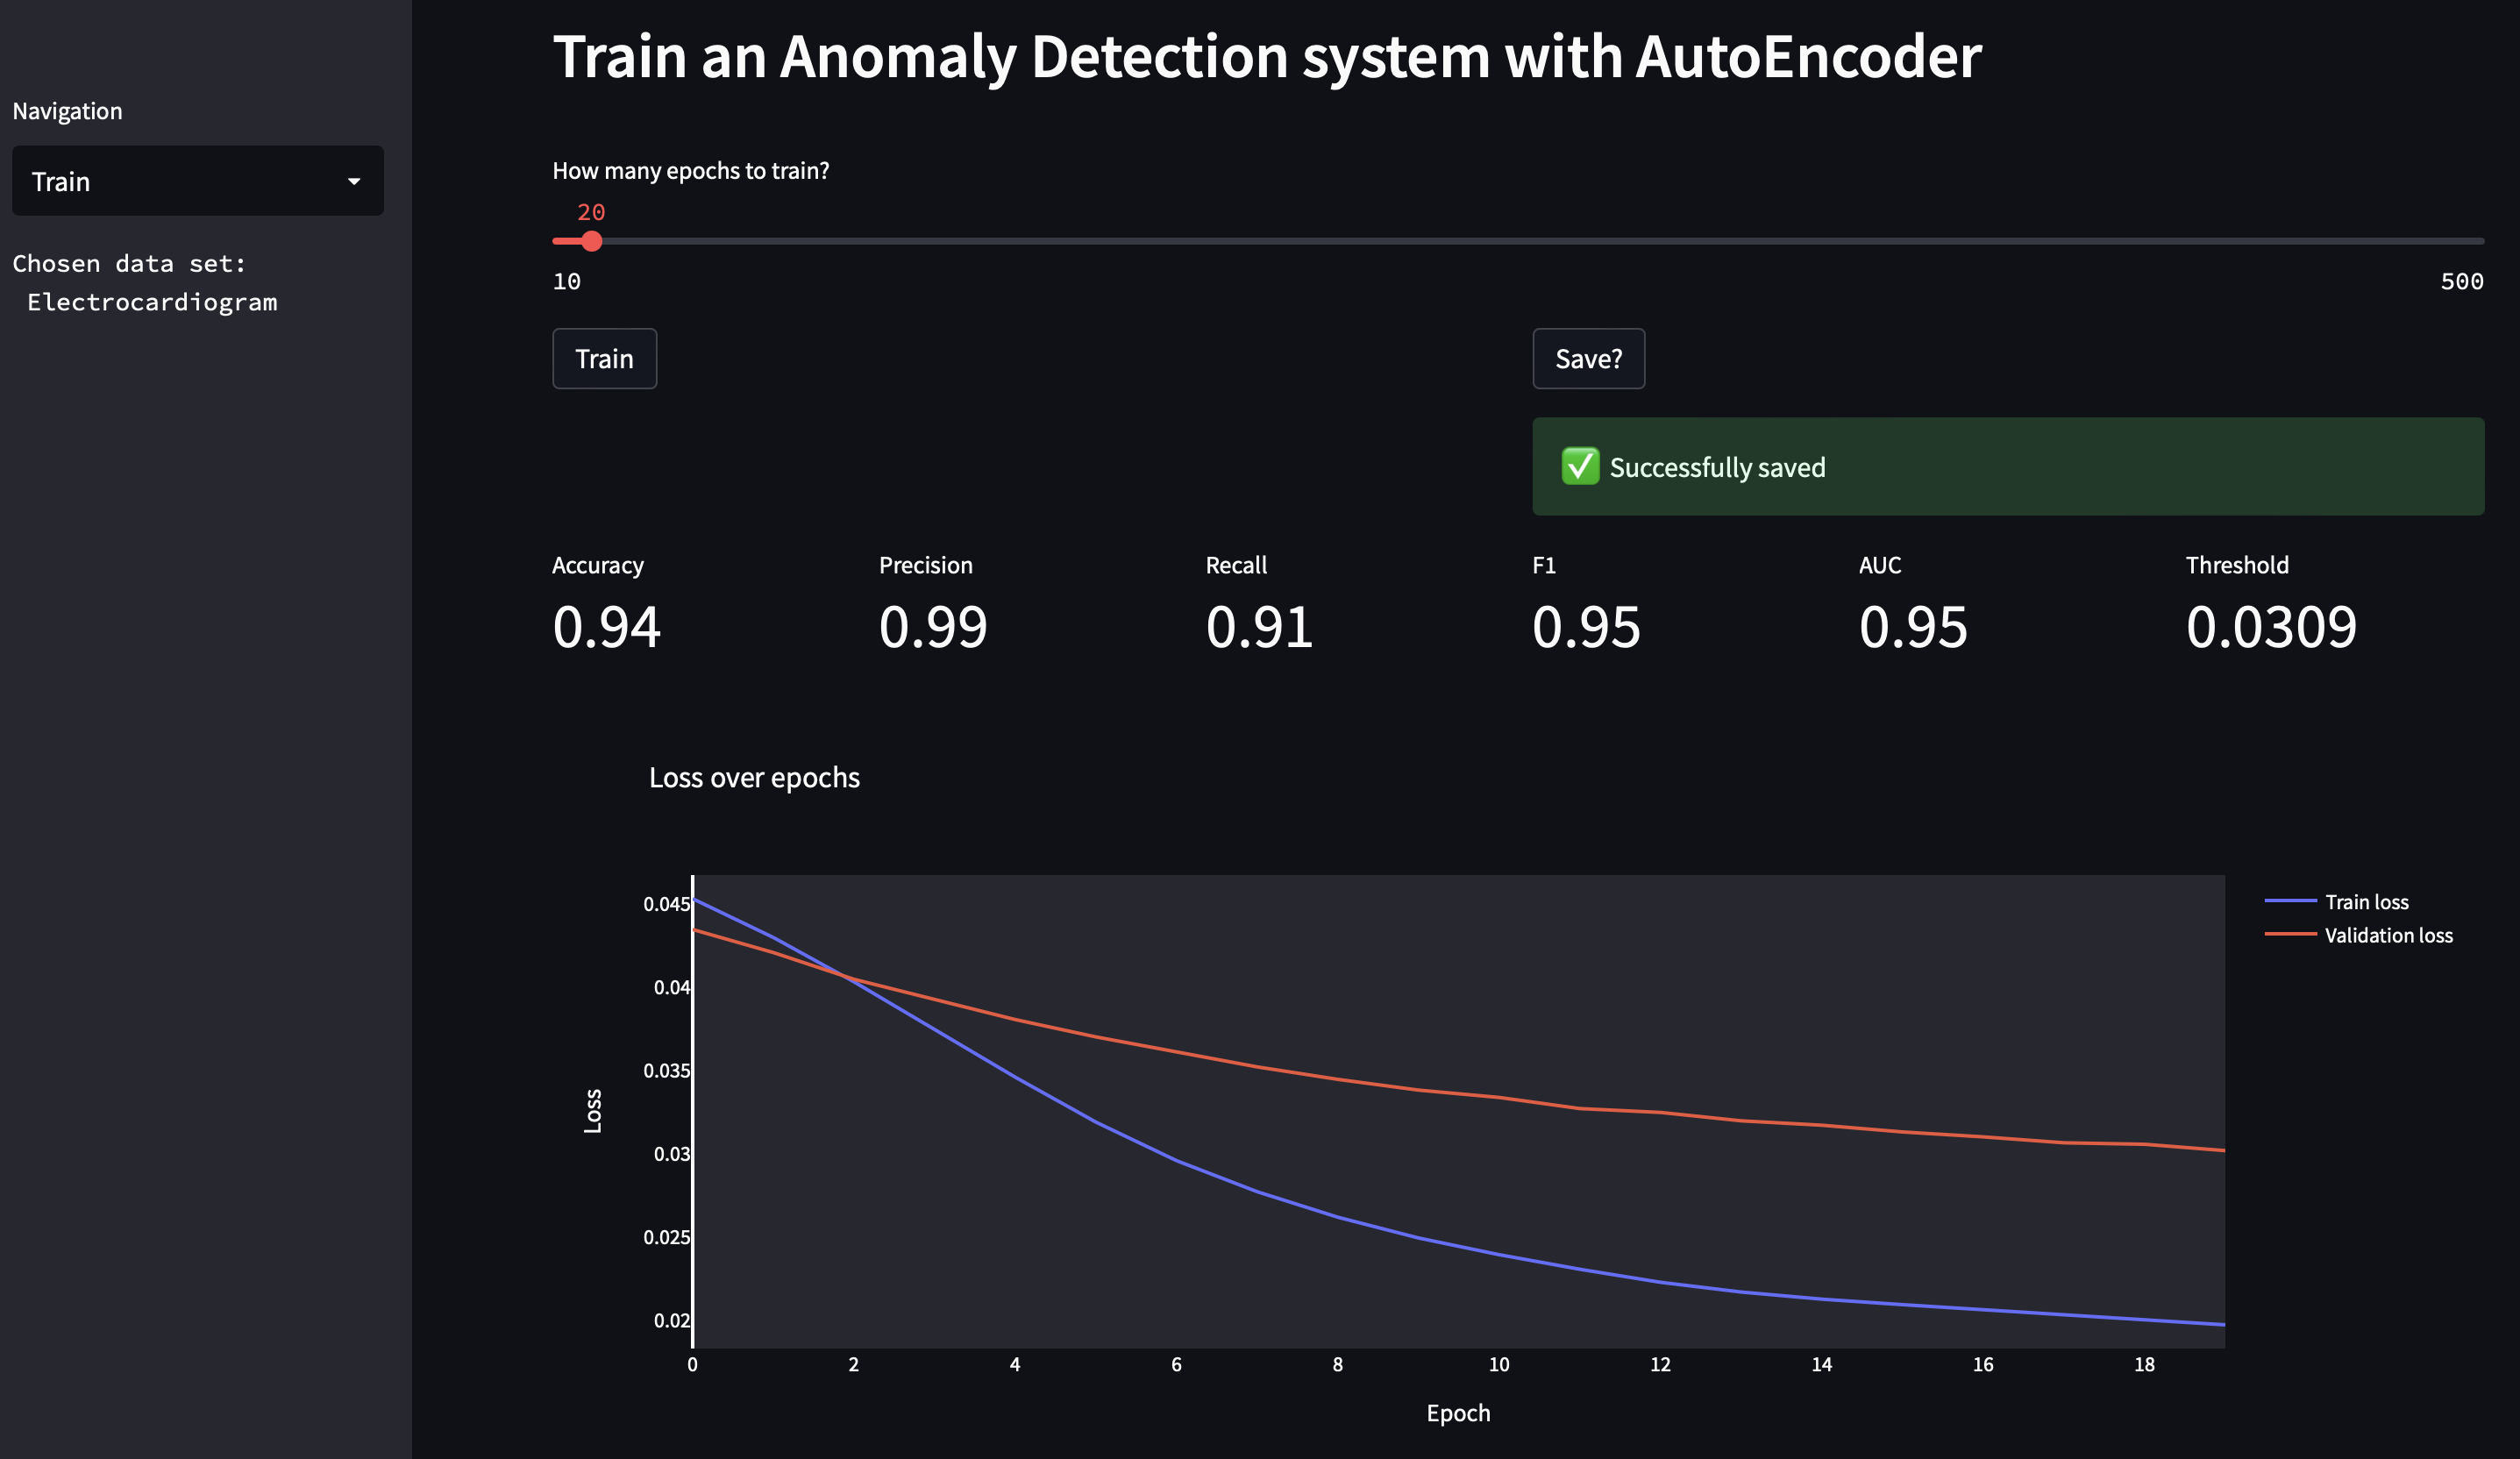 Navigation
Train
Chosen data set:
Electrocardiogram
Train an Anomaly Detection system with AutoEncoder
How many epochs to train?
20
10 500
Train Save?
✅ Successfully saved
Accuracy Precision Recall F1 AUC Threshold
0.94 0.99 0.91 0.95 0.95 0.0309
Loss over epochs
Train loss
Validation loss
0.045
0.04
0.035
0.03
0.025
0.02
Loss
0 2 4 6 8 10 12 14 16 18
Epoch